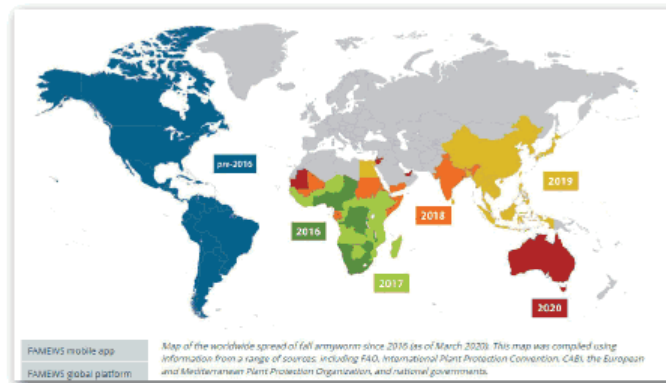 pre-2016
2019
2018
2016
2017
2020
FAMEWS mobile app
FAMEWS global platform
Map of the worldwide spread of fall armyworm since 2016 (as of March 2020). This map was compiled using
information from a range of sources, including FAO, International Plant Protection Convention, CABI, the European
and Mediterranean Plant Protection Organization, and national governments.